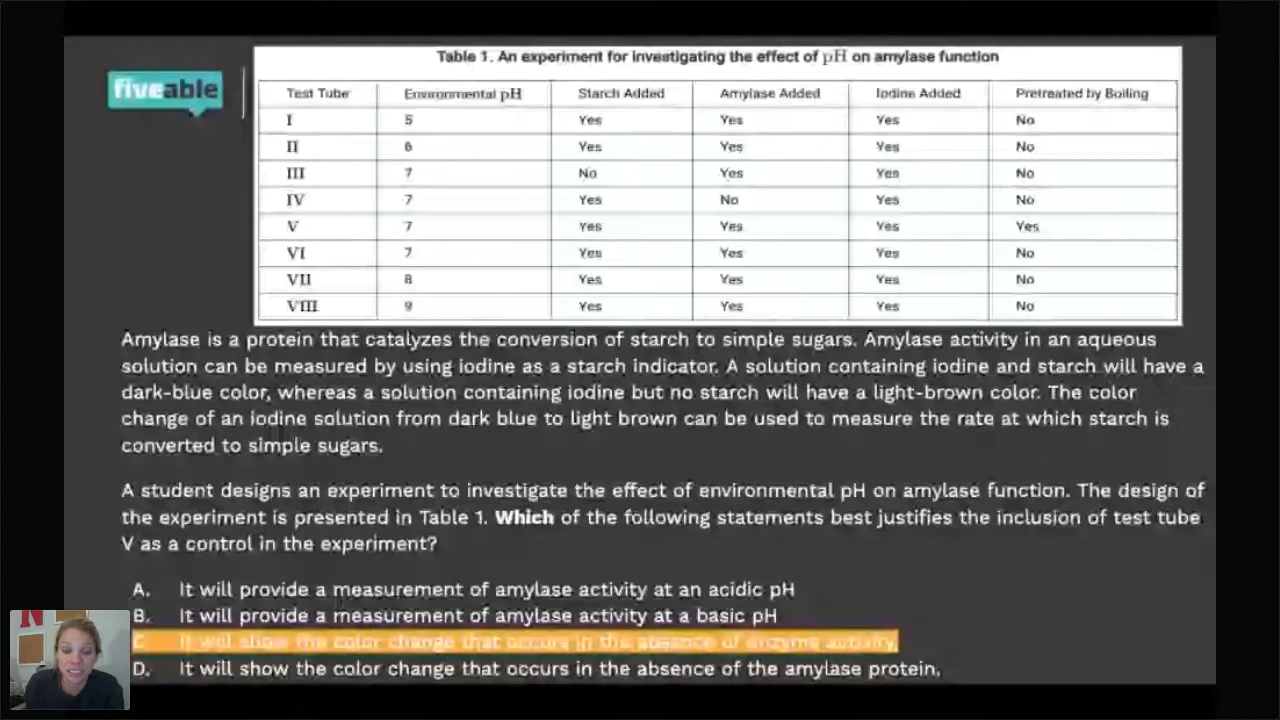 Table 1. An experiment for investigating the effect of pH on amylase function
fiveable
Test Tube Environmental pH Starch Added Amylase Added Iodine Added Pretreated by Boiling
I 5 Yes Yes Yes No
II 6 Yes Yes Yes No
III 7 No Yes Yes No
IV 7 Yes No Yes No
V 7 Yes Yes Yes Yes
VI 7 Yes Yes Yes No
VII 8 Yes Yes Yes No
VIII 9 Yes Yes Yes No
Amylase is a protein that catalyzes the conversion of starch to simple sugars. Amylase activity in an aqueous
solution can be measured by using iodine as a starch indicator. A solution containing iodine and starch will have a
dark-blue color, whereas a solution containing iodine but no starch will have a light-brown color. The color
change of an iodine solution from dark blue to light brown can be used to measure the rate at which starch is
converted to simple sugars.
A student designs an experiment to investigate the effect of environmental pH on amylase function. The design of
the experiment is presented in Table 1. Which of the following statements best justifies the inclusion of test tube
V as a control in the experiment?
A. It will provide a measurement of amylase activity at an acidic pH
B. It will provide a measurement of amylase activity at a basic pH
C. It will show the color change that occurs in the absence of enzyme activity.
D. It will show the color change that occurs in the absence of the amylase protein.
N